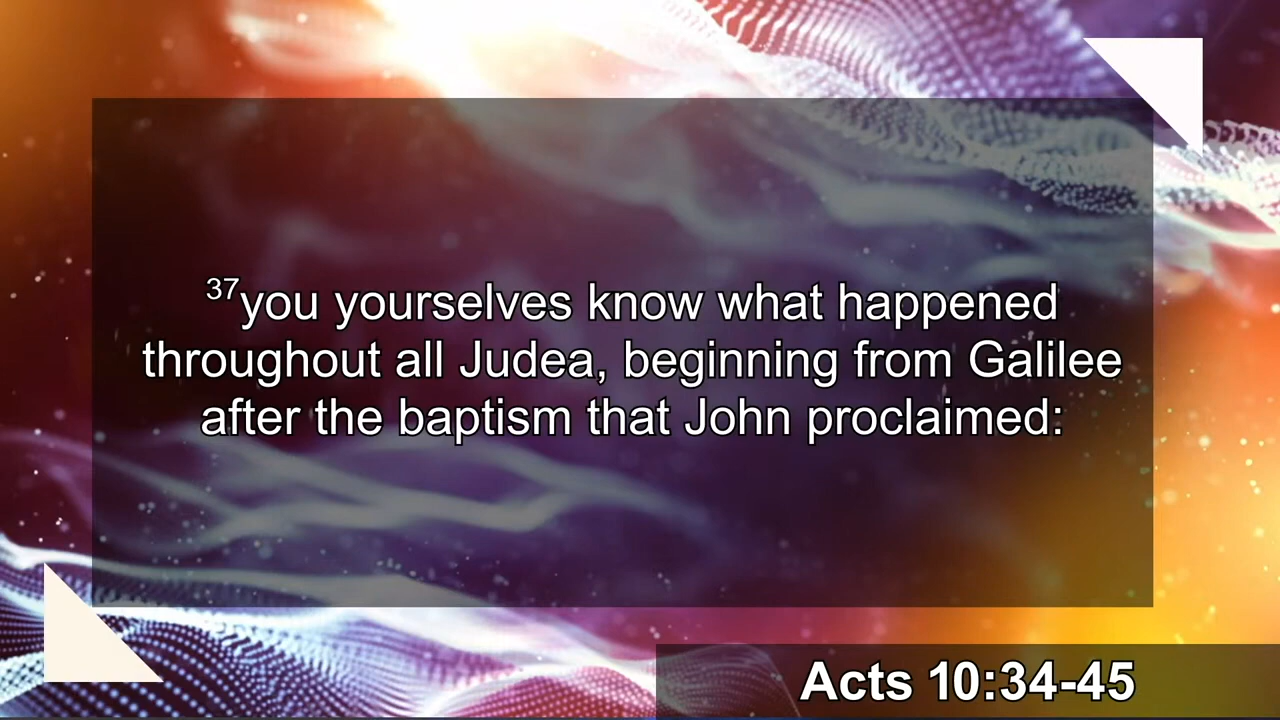 37you yourselves know what happened
throughout all Judea, beginning from Galilee
after the baptism that John proclaimed:
Acts 10:34-45